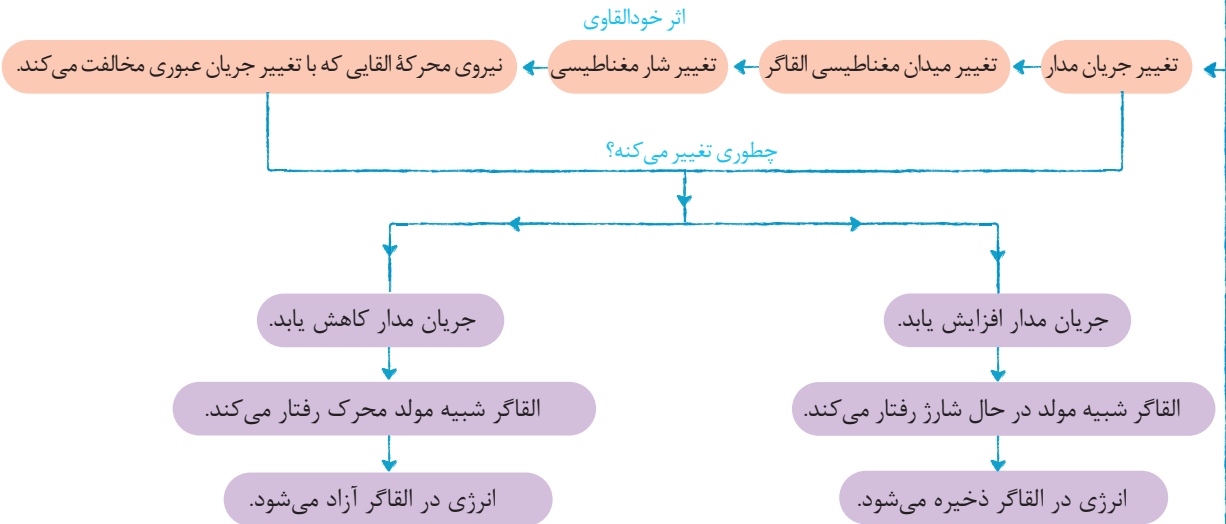 اثر خودالقاوی
تغییر جریان مدار
تغییر میدان مغناطیسی القاگر
تغییر شار مغناطیسی
نیروی محرکهٔ القایی که با تغییر جریان عبوری مخالفت می‌کند.
چطوری تغییر می‌کنه؟
جریان مدار افزایش یابد.
جریان مدار کاهش یابد.
القاگر شبیه مولد در حال شارژ رفتار می‌کند.
القاگر شبیه مولد محرک رفتار می‌کند.
انرژی در القاگر ذخیره می‌شود.
انرژی در القاگر آزاد می‌شود.